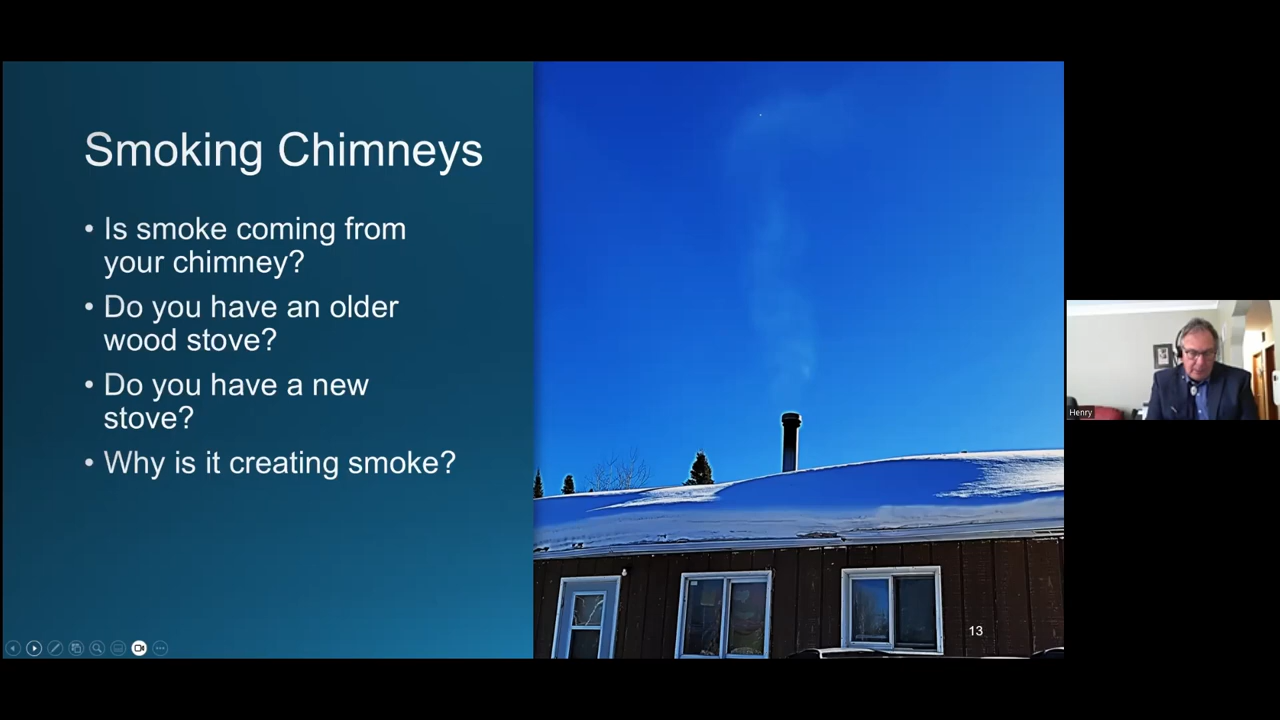 Smoking Chimneys
• Is smoke coming from
your chimney?
• Do you have an older
wood stove?
• Do you have a new
stove?
• Why is it creating smoke?
13
Henry